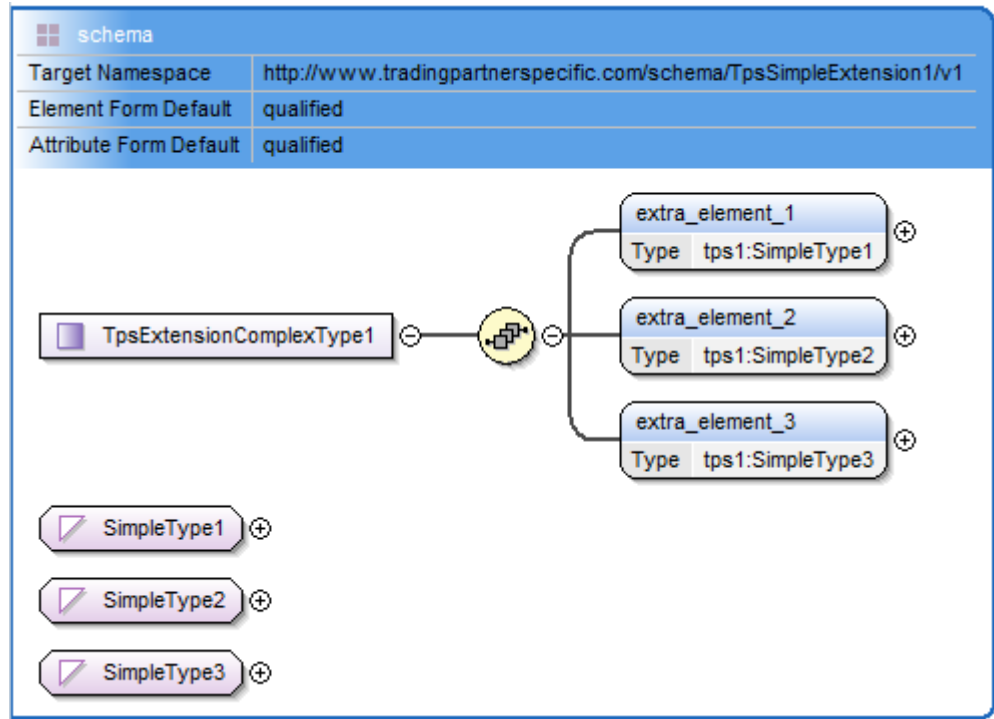 schema
Target Namespace http://www.tradingpartnerspecific.com/schema/TpsSimpleExtension1/v1
Element Form Default qualified
Attribute Form Default qualified
extra_element_1
Type tps1:SimpleType1
TpsExtensionComplexType1
extra_element_2
Type tps1:SimpleType2
extra_element_3
Type tps1:SimpleType3
SimpleType1
SimpleType2
SimpleType3